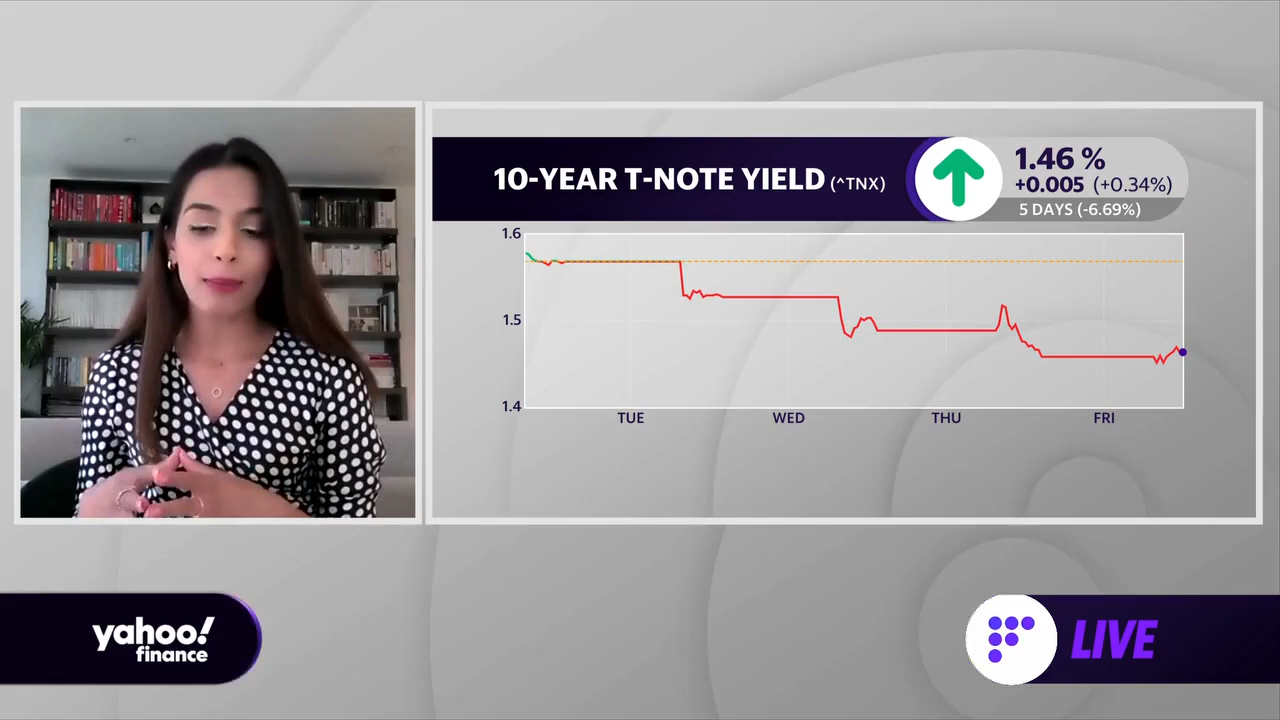 10-YEAR T-NOTE YIELD (^TNX)
1.46 %
+0.005 (+0.34%)
5 DAYS (-6.69%)
1.6
1.5
1.4
TUE WED THU FRI
yahoo!
finance
LIVE